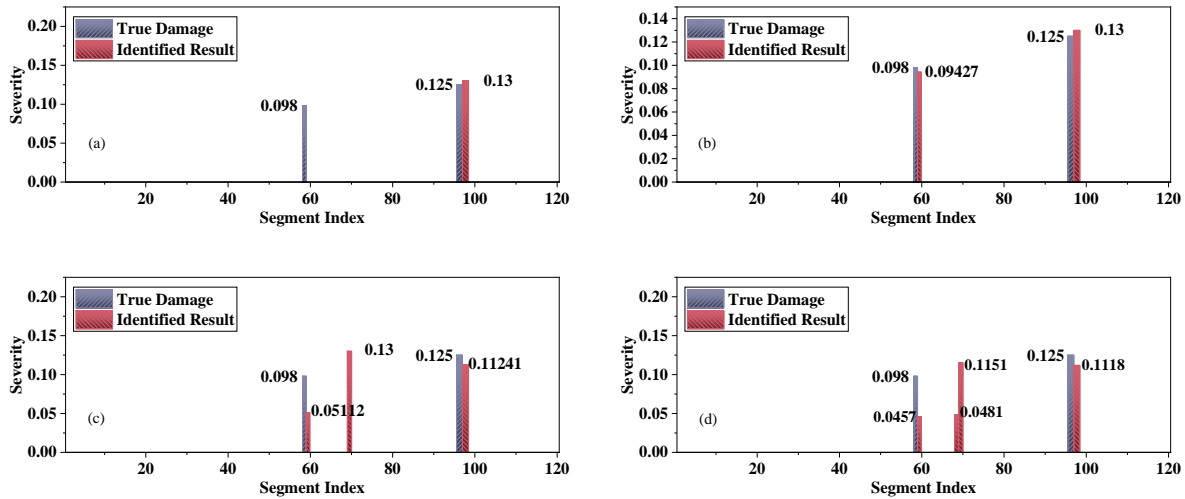 True Damage
Identified Result
0.20
0.15
0.10
0.05
0.00
Severity
0.098
0.125
0.13
(a)
20 40 60 80 100 120
Segment Index
True Damage
Identified Result
0.14
0.12
0.10
0.08
0.06
0.04
0.02
0.00
Severity
0.098
0.09427
0.125
0.13
(b)
20 40 60 80 100 120
Segment Index
True Damage
Identified Result
0.20
0.15
0.10
0.05
0.00
Severity
0.098
0.05112
0.13
0.125
0.11241
(c)
20 40 60 80 100 120
Segment Index
True Damage
Identified Result
0.20
0.15
0.10
0.05
0.00
Severity
0.098
0.0457
0.0481
0.1151
0.125
0.1118
(d)
20 40 60 80 100 120
Segment Index